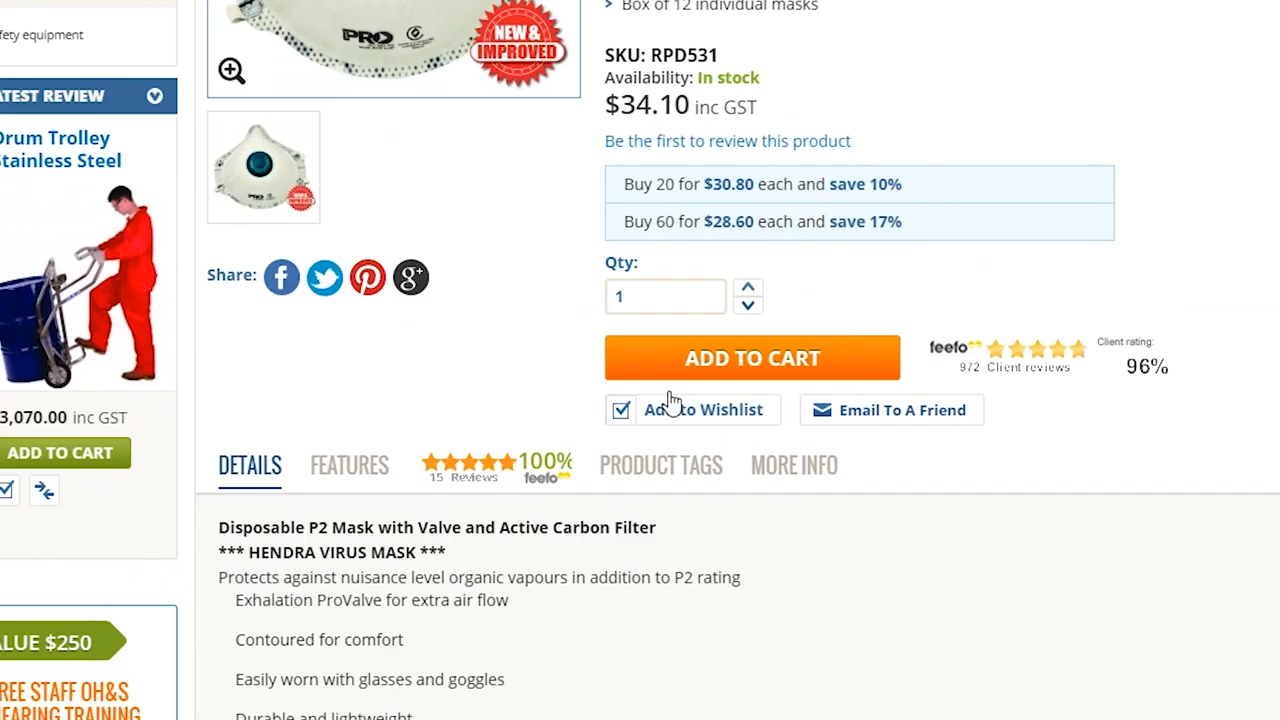 Box of 12 individual masks
fety equipment
PRO
NEW &
IMPROVED
SKU: RPD531
Availability: In stock
$34.10 inc GST
Be the first to review this product
ATEST REVIEW
Drum Trolley
Stainless Steel
PRO
Buy 20 for $30.80 each and save 10%
Buy 60 for $28.60 each and save 17%
Share:
Qty:
1
ADD TO CART
feefo
972 Client reviews
Client rating:
96%
Add to Wishlist
Email To A Friend
3,070.00 inc GST
ADD TO CART
DETAILS
FEATURES
100%
15 Reviews
feefo
PRODUCT TAGS
MORE INFO
Disposable P2 Mask with Valve and Active Carbon Filter
*** HENDRA VIRUS MASK ***
Protects against nuisance level organic vapours in addition to P2 rating
Exhalation ProValve for extra air flow
Contoured for comfort
Easily worn with glasses and goggles
Durable and lightweight
ALUE $250
REE STAFF OH&S
HEARING TRAINING